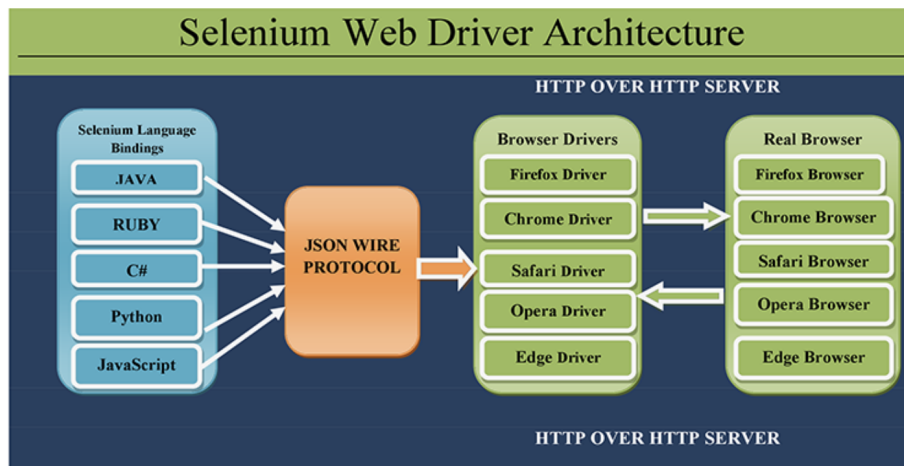 Selenium Web Driver Architecture
HTTP OVER HTTP SERVER
Selenium Language
Bindings
JAVA
RUBY
C#
Python
JavaScript
JSON WIRE
PROTOCOL
Browser Drivers
Firefox Driver
Chrome Driver
Safari Driver
Opera Driver
Edge Driver
Real Browser
Firefox Browser
Chrome Browser
Safari Browser
Opera Browser
Edge Browser
HTTP OVER HTTP SERVER